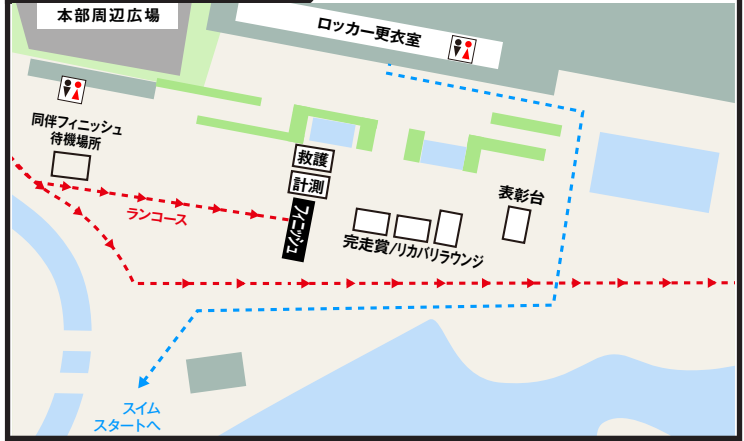 本部周辺広場
ロッカー更衣室
同伴フィニッシュ
待機場所
救護
計測
フィニッシュ
ランコース
表彰台
完走賞/リカバリラウンジ
スイム
スタートへ